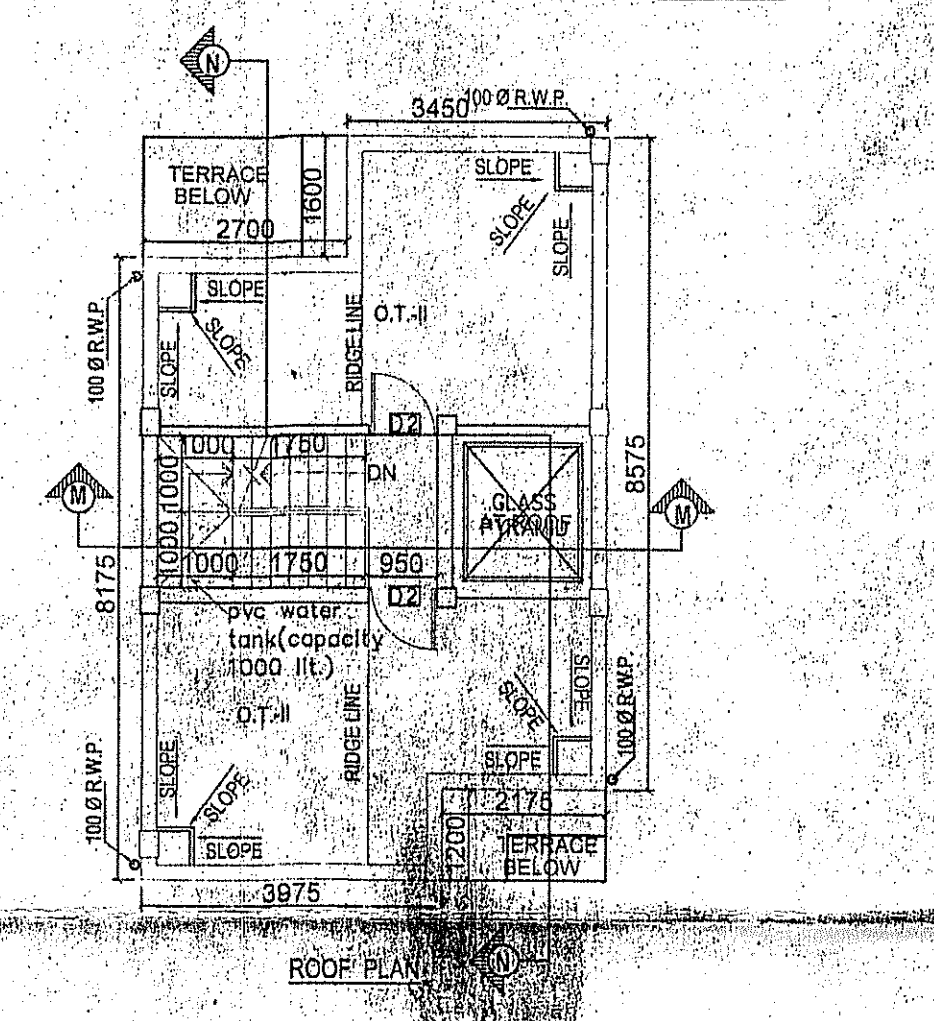 N
3450
100 Ø R.W.P.
TERRACE
BELOW
1600
2700
SLOPE
SLOPE
SLOPE
SLOPE
SLOPE
SLOPE
100 Ø R.W.P.
RIDGE LINE
O.T.-II
D2
1000
1750
DN
M
1000
1000
GLASS
8575
M
1000
1750
950
8175
D2
pvc water
tank(capacity
1000 lit.)
O.T.-II
RIDGE LINE
SLOPE
SLOPE
SLOPE
100 Ø R.W.P.
SLOPE
SLOPE
SLOPE
100 Ø R.W.P.
2175
1200
TERRACE
BELOW
3975
ROOF PLAN
N